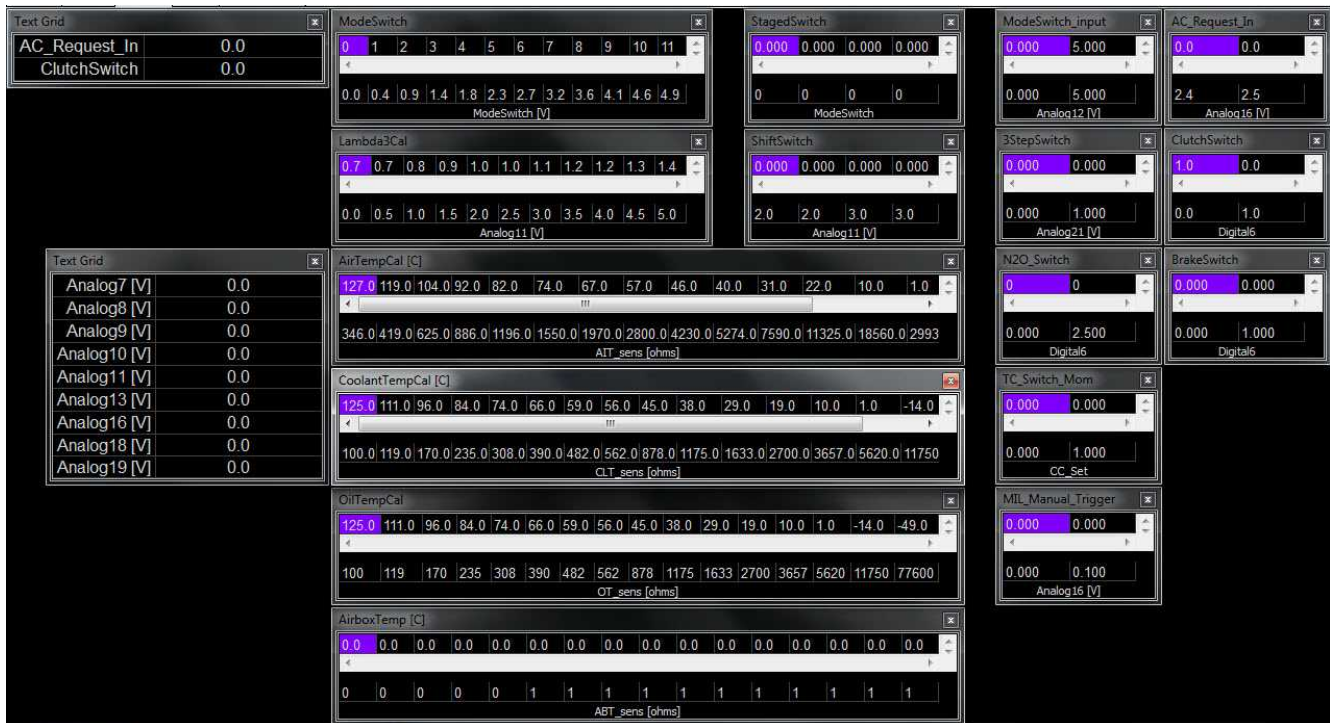 Text Grid
AC_Request_In 0.0
ClutchSwitch 0.0
ModeSwitch
0 1 2 3 4 5 6 7 8 9 10 11
0.0 0.4 0.9 1.4 1.8 2.3 2.7 3.2 3.6 4.1 4.6 4.9
ModeSwitch [V]
StagedSwitch
0.000 0.000 0.000 0.000
0 0 0 0
ModeSwitch
ModeSwitch_input
0.000 5.000
0.000 5.000
Analog12 [V]
AC_Request_In
0.0 0.0
2.4 2.5
Analog16 [V]
Lambda3Cal
0.7 0.7 0.8 0.9 1.0 1.0 1.1 1.2 1.2 1.3 1.4
0.0 0.5 1.0 1.5 2.0 2.5 3.0 3.5 4.0 4.5 5.0
Analog11 [V]
ShiftSwitch
0.000 0.000 0.000 0.000
2.0 2.0 3.0 3.0
Analog11 [V]
3StepSwitch
0.000 0.000
0.000 1.000
Analog21 [V]
ClutchSwitch
1.0 0.0
0.0 1.0
Digital6
Text Grid
Analog7 [V] 0.0
Analog8 [V] 0.0
Analog9 [V] 0.0
Analog10 [V] 0.0
Analog11 [V] 0.0
Analog13 [V] 0.0
Analog16 [V] 0.0
Analog18 [V] 0.0
Analog19 [V] 0.0
AirTempCal [C]
127.0 119.0 104.0 92.0 82.0 74.0 67.0 57.0 46.0 40.0 31.0 22.0 10.0 1.0
346.0 419.0 625.0 886.0 1196.0 1550.0 1970.0 2800.0 4230.0 5274.0 7590.0 11325.0 18560.0 2993
AIT_sens [ohms]
N2O_Switch
0 0
0.000 2.500
Digital6
BrakeSwitch
0.000 0.000
0.000 1.000
Digital6
CoolantTempCal [C]
125.0 111.0 96.0 84.0 74.0 66.0 59.0 56.0 45.0 38.0 29.0 19.0 10.0 1.0 -14.0
100.0 119.0 170.0 235.0 308.0 390.0 482.0 562.0 878.0 1175.0 1633.0 2700.0 3657.0 5620.0 11750
CLT_sens [ohms]
TC_Switch_Mom
0.000 0.000
0.000 1.000
CC_Set
OilTempCal
125.0 111.0 96.0 84.0 74.0 66.0 59.0 56.0 45.0 38.0 29.0 19.0 10.0 1.0 -14.0 -49.0
100 119 170 235 308 390 482 562 878 1175 1633 2700 3657 5620 11750 77600
OT_sens [ohms]
MIL_Manual_Trigger
0.000 0.000
0.000 0.100
Analog16 [V]
AirboxTemp [C]
0.0 0.0 0.0 0.0 0.0 0.0 0.0 0.0 0.0 0.0 0.0 0.0 0.0 0.0 0.0 0.0
0 0 0 0 0 1 1 1 1 1 1 1 1 1 1 1
ABT_sens [ohms]